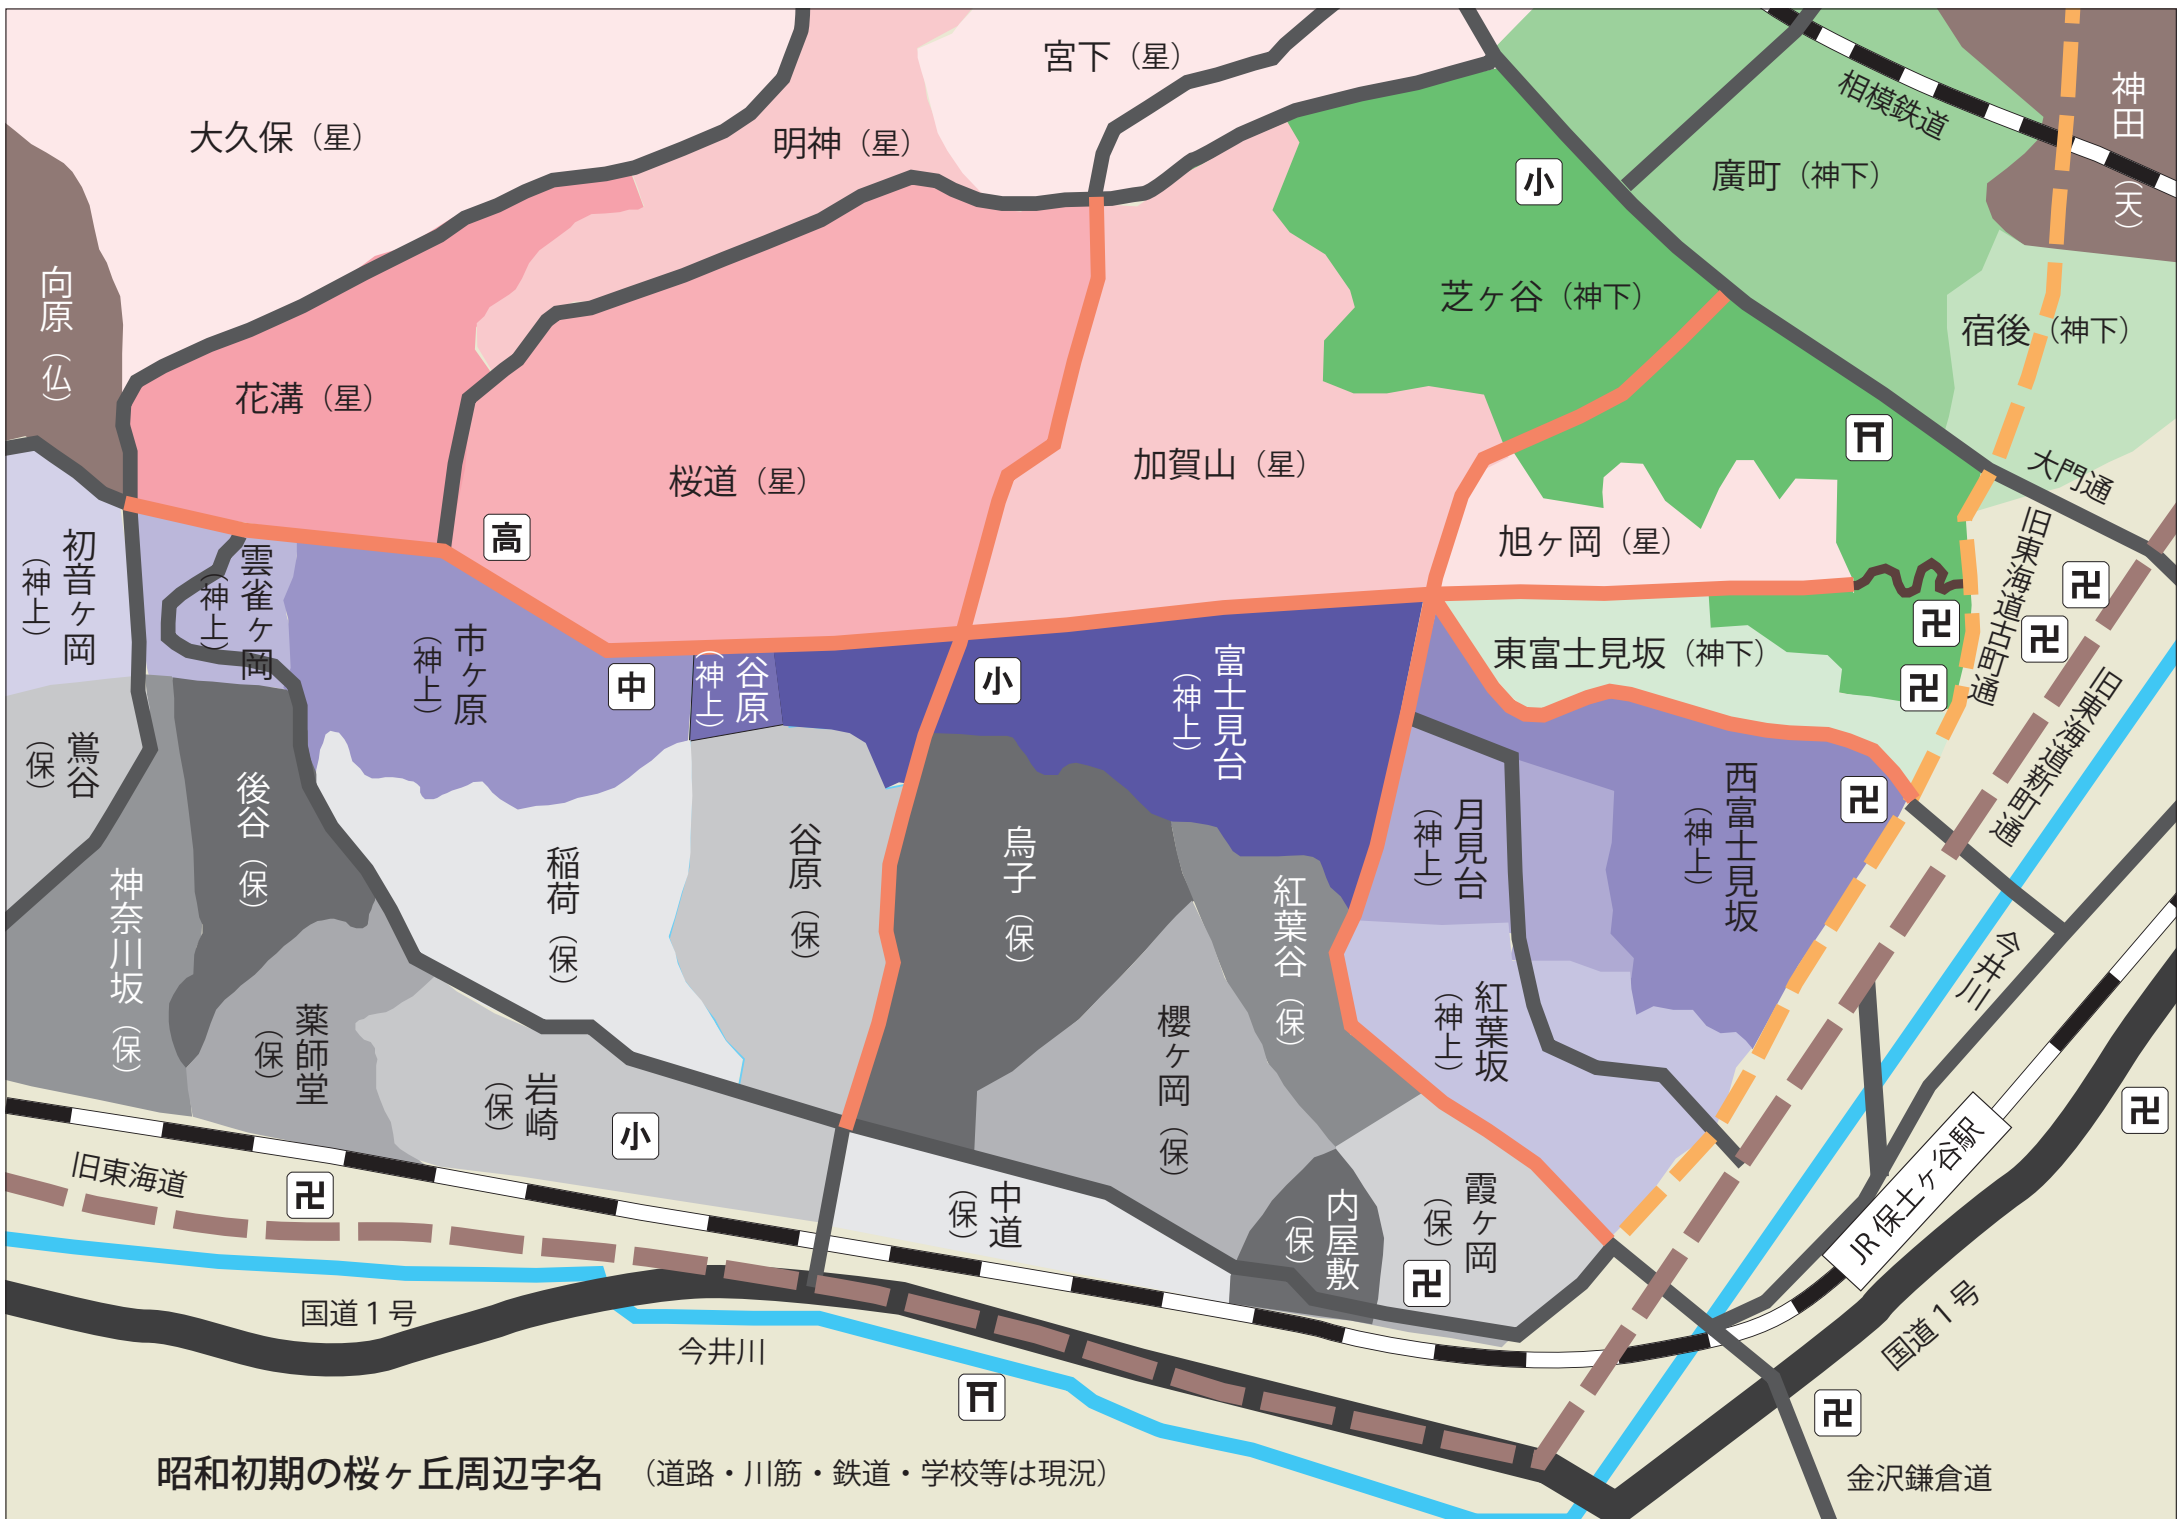 宮下（星）
大久保（星）
明神（星）
相模鉄道
神田（天）
小
廣町（神下）
向原（仏）
芝ヶ谷（神下）
宿後（神下）
花溝（星）
桜道（星）
加賀山（星）
大門通
高
旭ヶ岡（星）
旧東海道古町通
初音ヶ岡（神上）
雲雀ヶ岡（神上）
市ヶ原（神上）
中
谷原（神上）
小
富士見台（神上）
東富士見坂（神下）
旧東海道新町通
鴬谷（保）
後谷（保）
月見台（神上）
西富士見坂（神上）
神奈川坂（保）
稲荷（保）
谷原（保）
烏子（保）
紅葉谷（保）
今井川
薬師堂（保）
岩崎（保）
小
櫻ヶ岡（保）
紅葉坂（神上）
JR保土ヶ谷駅
旧東海道
中道（保）
内屋敷（保）
霞ヶ岡（保）
国道1号
今井川
国道1号
昭和初期の桜ヶ丘周辺字名　（道路・川筋・鉄道・学校等は現況）
金沢鎌倉道